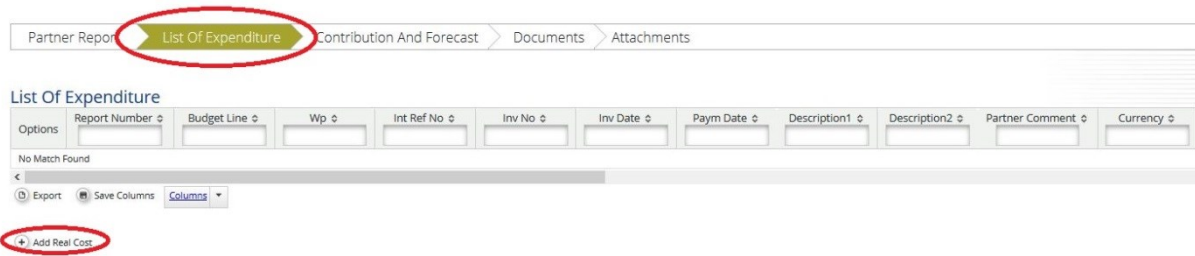 Partner Report List Of Expenditure Contribution And Forecast Documents Attachments
List Of Expenditure
Options Report Number Budget Line Wp Int Ref No Inv No Inv Date Paym Date Description1 Description2 Partner Comment Currency
No Match Found
Export Save Columns Columns
Add Real Cost